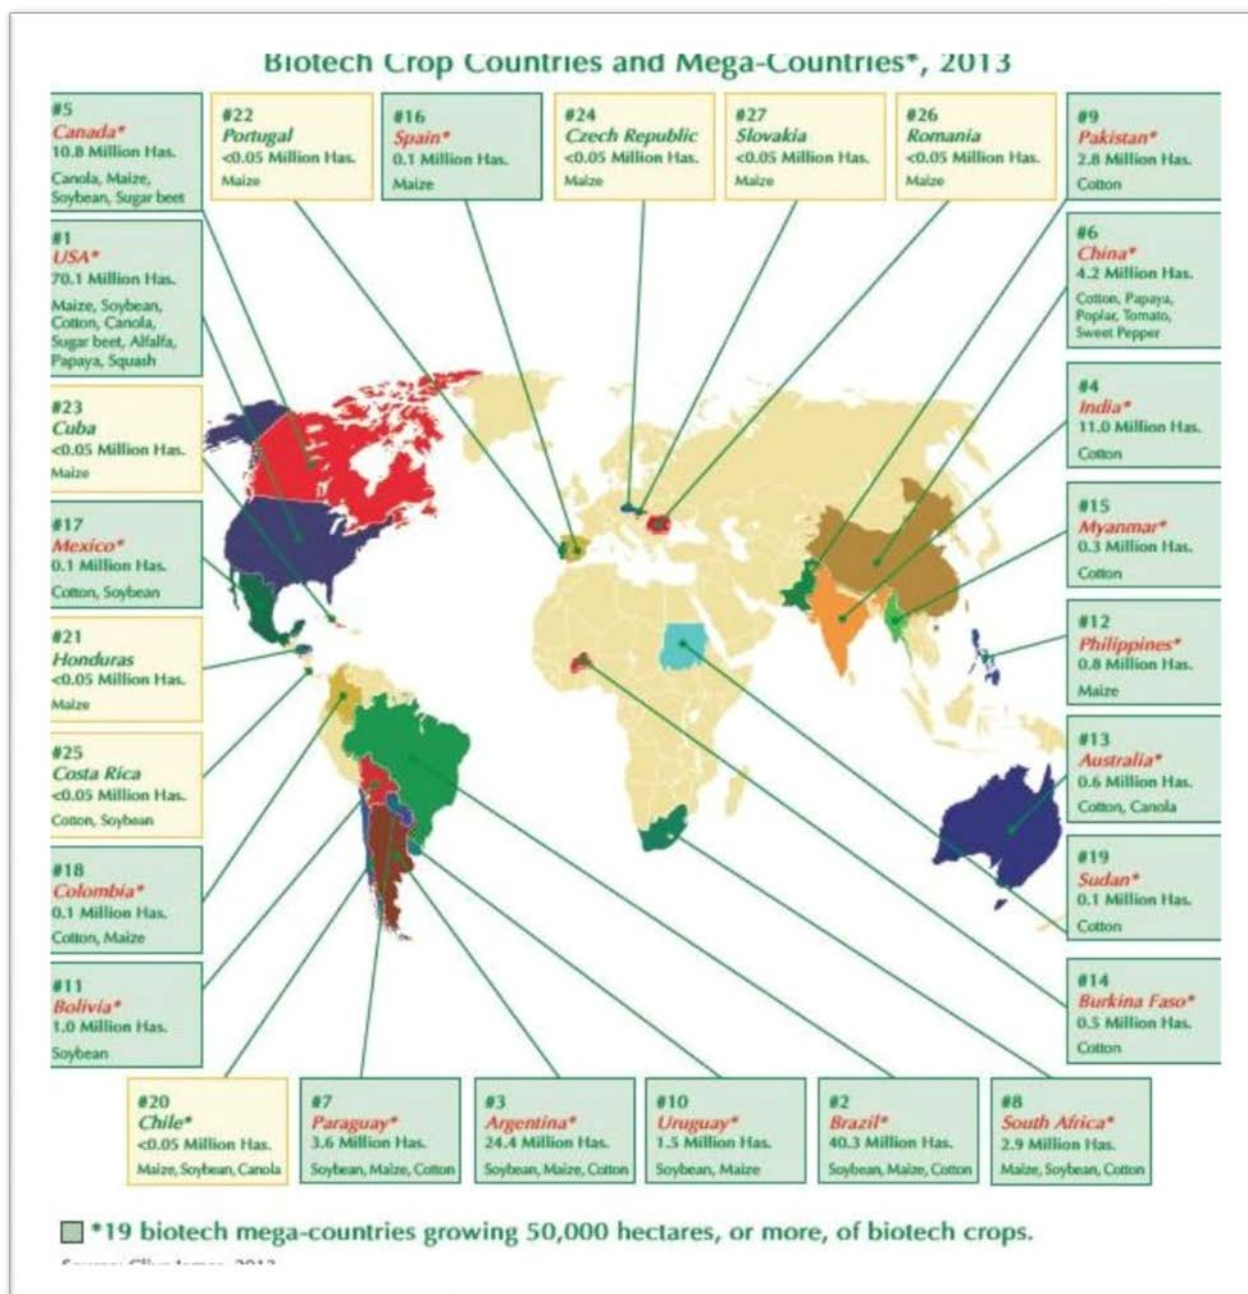 Biotech Crop Countries and Mega-Countries*, 2013
#5
Canada*
10.8 Million Has.
Canola, Maize,
Soybean, Sugar beet
#22
Portugal
<0.05 Million Has.
Maize
#16
Spain*
0.1 Million Has.
Maize
#24
Czech Republic
<0.05 Million Has.
Maize
#27
Slovakia
<0.05 Million Has.
Maize
#26
Romania
<0.05 Million Has.
Maize
#9
Pakistan*
2.8 Million Has.
Cotton
#1
USA*
70.1 Million Has.
Maize, Soybean,
Cotton, Canola,
Sugar beet, Alfalfa,
Papaya, Squash
#6
China*
4.2 Million Has.
Cotton, Papaya,
Poplar, Tomato,
Sweet Pepper
#23
Cuba
<0.05 Million Has.
Maize
#4
India*
11.0 Million Has.
Cotton
#17
Mexico*
0.1 Million Has.
Cotton, Soybean
#15
Myanmar*
0.3 Million Has.
Cotton
#21
Honduras
<0.05 Million Has.
Maize
#12
Philippines*
0.8 Million Has.
Maize
#25
Costa Rica
<0.05 Million Has.
Cotton, Soybean
#13
Australia*
0.6 Million Has.
Cotton, Canola
#18
Colombia*
0.1 Million Has.
Cotton, Maize
#19
Sudan*
0.1 Million Has.
Cotton
#11
Bolivia*
1.0 Million Has.
Soybean
#14
Burkina Faso*
0.5 Million Has.
Cotton
#20
Chile*
<0.05 Million Has.
Maize, Soybean, Canola
#7
Paraguay*
3.6 Million Has.
Soybean, Maize, Cotton
#3
Argentina*
24.4 Million Has.
Soybean, Maize, Cotton
#10
Uruguay*
1.5 Million Has.
Soybean, Maize
#2
Brazil*
40.3 Million Has.
Soybean, Maize, Cotton
#8
South Africa*
2.9 Million Has.
Maize, Soybean, Cotton
*19 biotech mega-countries growing 50,000 hectares, or more, of biotech crops.